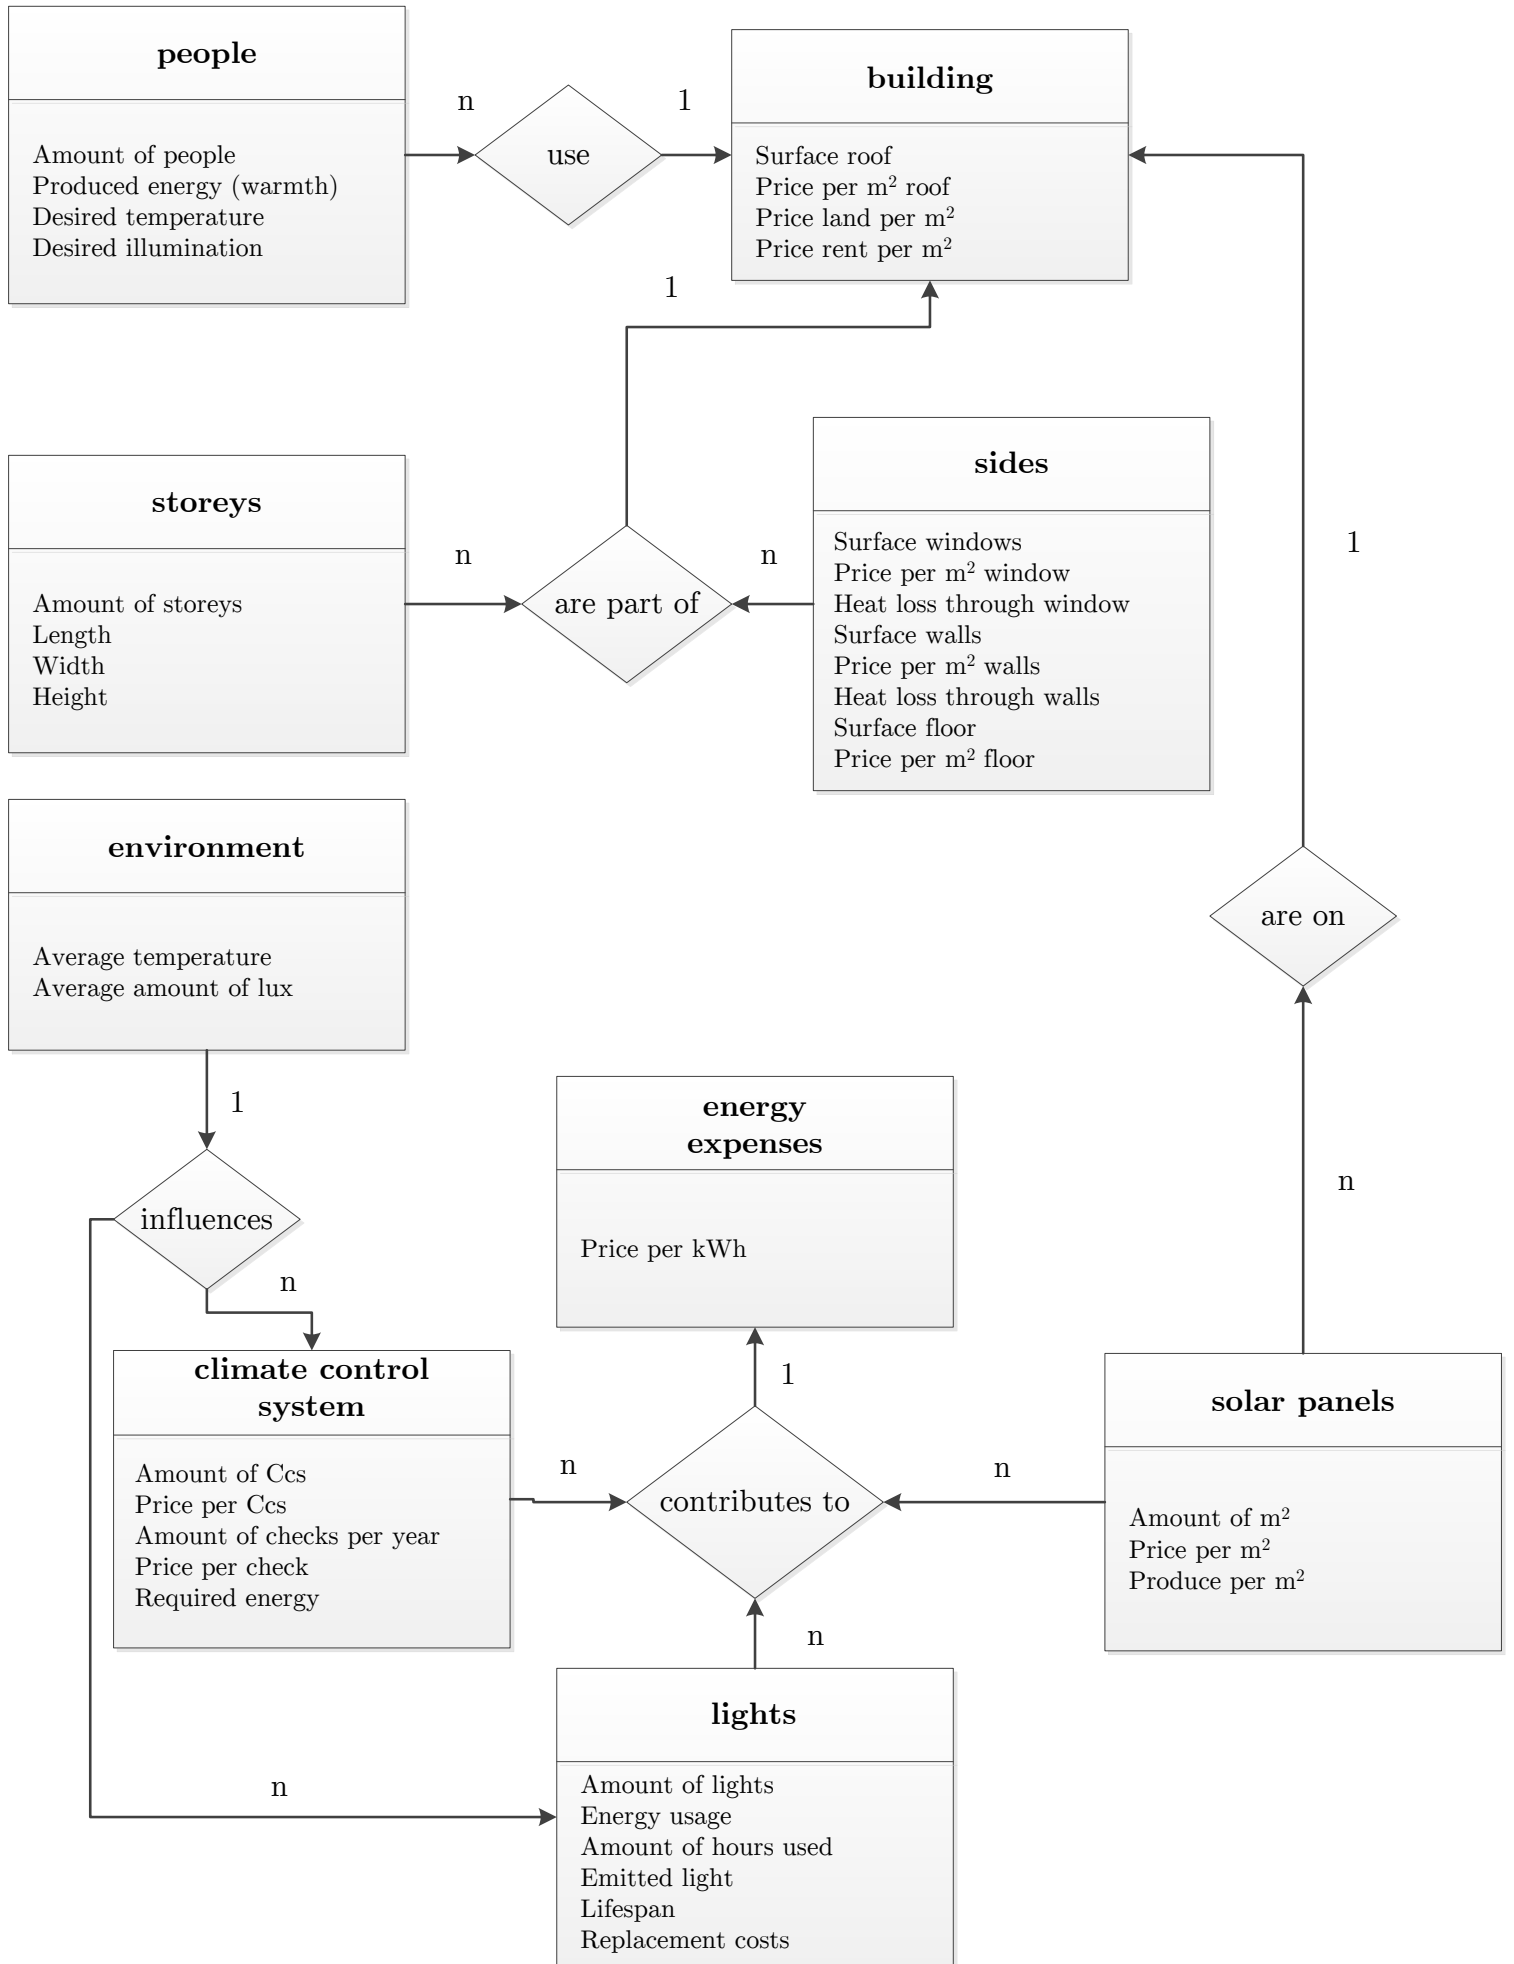 people
Amount of people
Produced energy (warmth)
Desired temperature
Desired illumination
n
use
1
building
Surface roof
Price per m² roof
Price land per m²
Price rent per m²
1
storeys
Amount of storeys
Length
Width
Height
n
are part of
n
sides
Surface windows
Price per m² window
Heat loss through window
Surface walls
Price per m² walls
Heat loss through walls
Surface floor
Price per m² floor
1
are on
n
environment
Average temperature
Average amount of lux
1
influences
n
energy
expenses
Price per kWh
1
climate control
system
Amount of Ccs
Price per Ccs
Amount of checks per year
Price per check
Required energy
n
contributes to
n
solar panels
Amount of m²
Price per m²
Produce per m²
n
n
lights
Amount of lights
Energy usage
Amount of hours used
Emitted light
Lifespan
Replacement costs